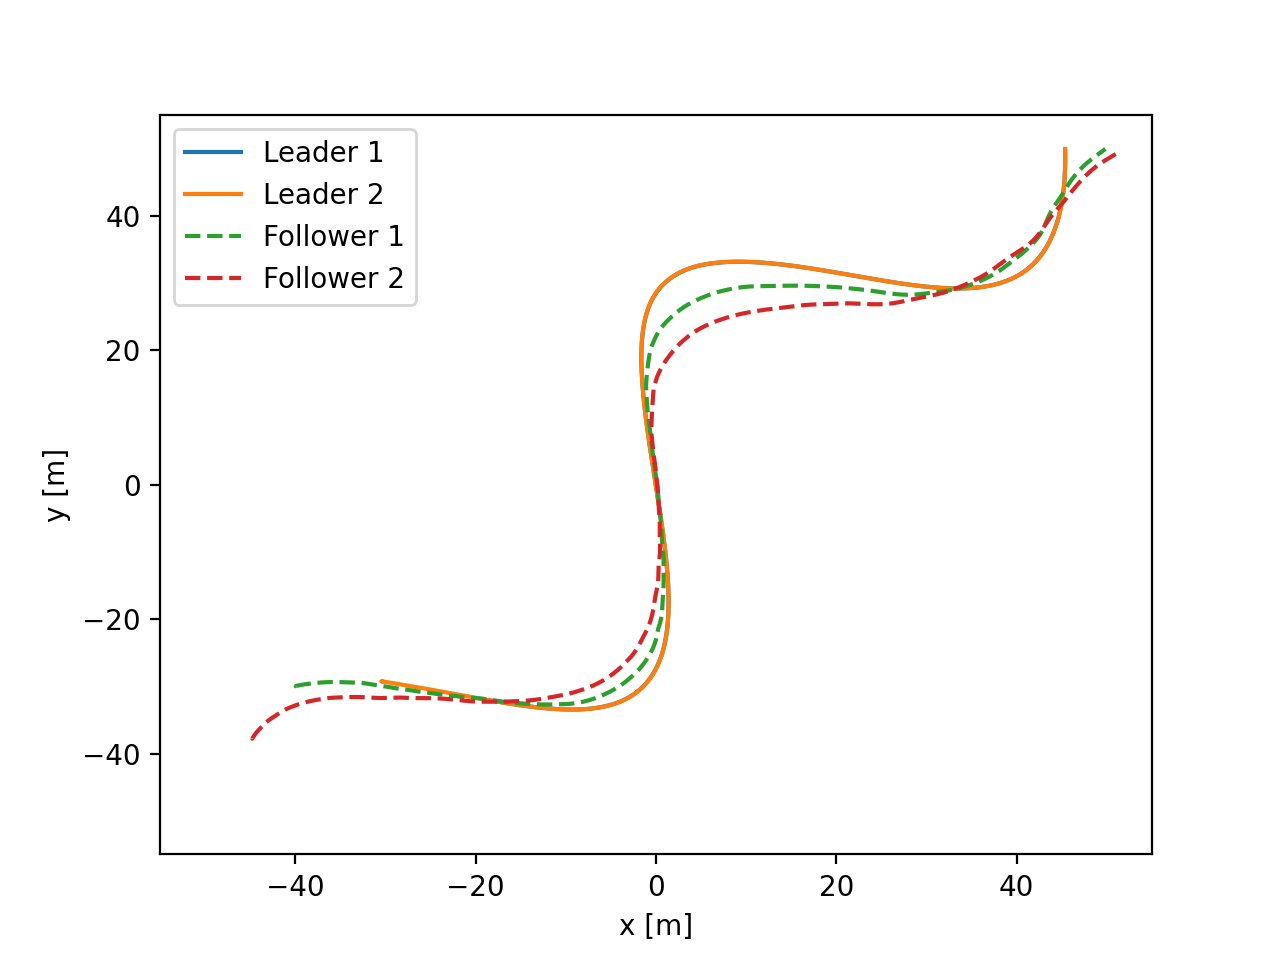 Leader 1
Leader 2
Follower 1
Follower 2
40
20
0
−20
−40
y [m]
−40 −20 0 20 40
x [m]